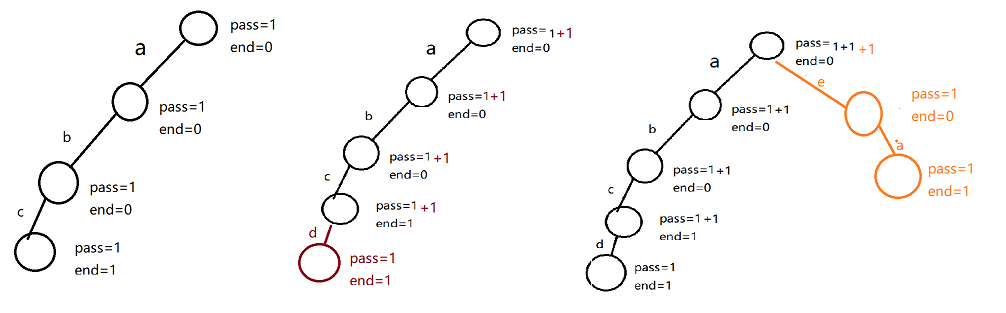 pass=1
end=0
a
pass=1
end=0
b
pass=1
end=0
c
pass=1
end=1
pass=1+1
end=0
a
pass=1+1
end=0
b
pass=1+1
end=0
c
pass=1+1
end=1
d
pass=1
end=1
pass=1+1+1
end=0
a
e
pass=1+1
end=0
pass=1
end=0
b
a
pass=1+1
end=0
pass=1
end=1
c
pass=1+1
end=1
d
pass=1
end=1